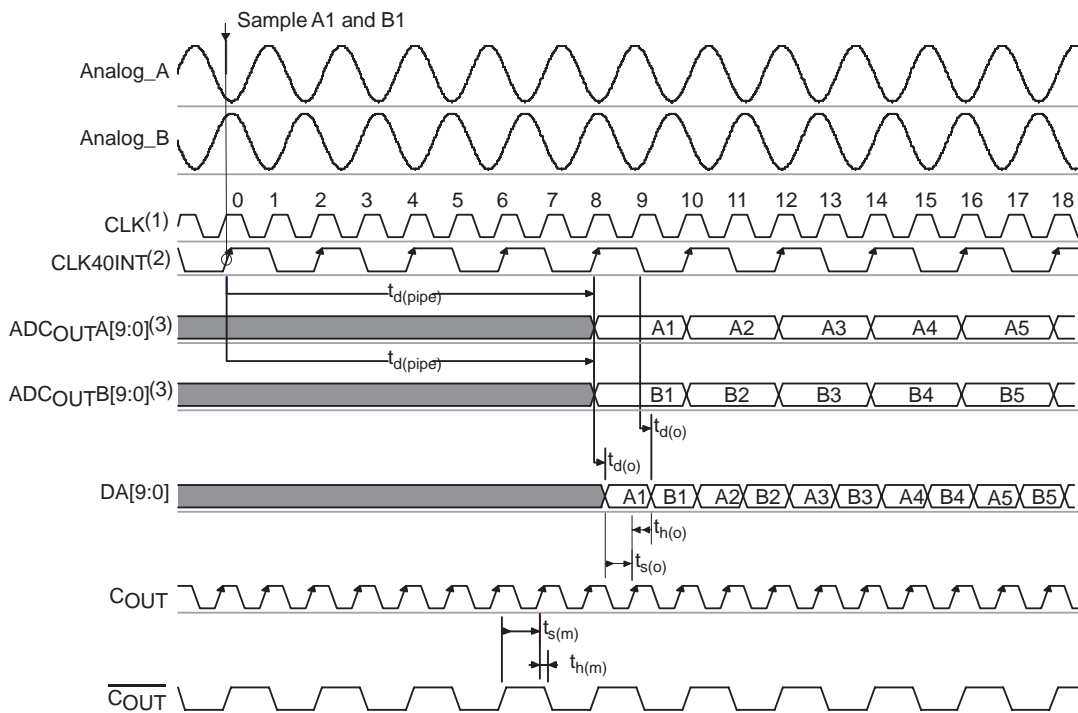 Sample A1 and B1
Analog_A
Analog_B
0 1 2 3 4 5 6 7 8 9 10 11 12 13 14 15 16 17 18
CLK(1)
CLK40INT(2)
td(pipe)
ADCOUTA[9:0](3) A1 A2 A3 A4 A5
td(pipe)
ADCOUTB[9:0](3) B1 B2 B3 B4 B5
td(o)
td(o)
DA[9:0] A1 B1 A2 B2 A3 B3 A4 B4 A5 B5
th(o)
ts(o)
COUT
ts(m)
th(m)
COUT